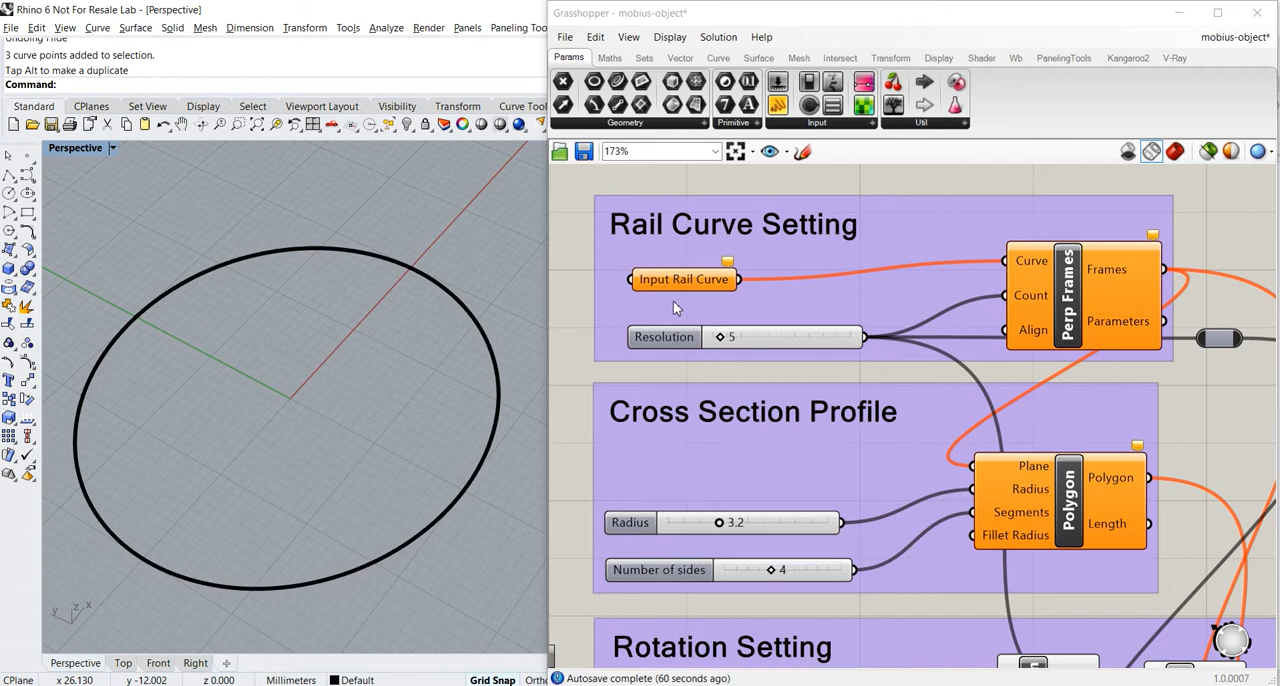 Rhino 6 Not For Resale Lab - [Perspective]
File Edit View Curve Surface Solid Mesh Dimension Transform Tools Analyze Render Panels Paneling Tools
3 curve points added to selection.
Tap Alt to make a duplicate
Command:
Standard CPlanes Set View Display Select Viewport Layout Visibility Transform Curve Tool
Perspective
y z x
Perspective Top Front Right
CPlane x 26.130 y -12.002 z 0.000 Millimeters Default Grid Snap Ortho
Grasshopper - mobius-object*
File Edit View Display Solution Help mobius-object*
Params Maths Sets Vector Curve Surface Mesh Intersect Transform Display Shader Wb PanelingTools Kangaroo2 V-Ray
Geometry Primitive Input Util
173%
Rail Curve Setting
Input Rail Curve
Resolution 5
Curve
Count
Align
Perp Frames
Frames
Parameters
Cross Section Profile
Radius 3.2
Number of sides 4
Plane
Radius
Segments
Fillet Radius
Polygon
Polygon
Length
Rotation Setting
Autosave complete (60 seconds ago)
1.0.0007